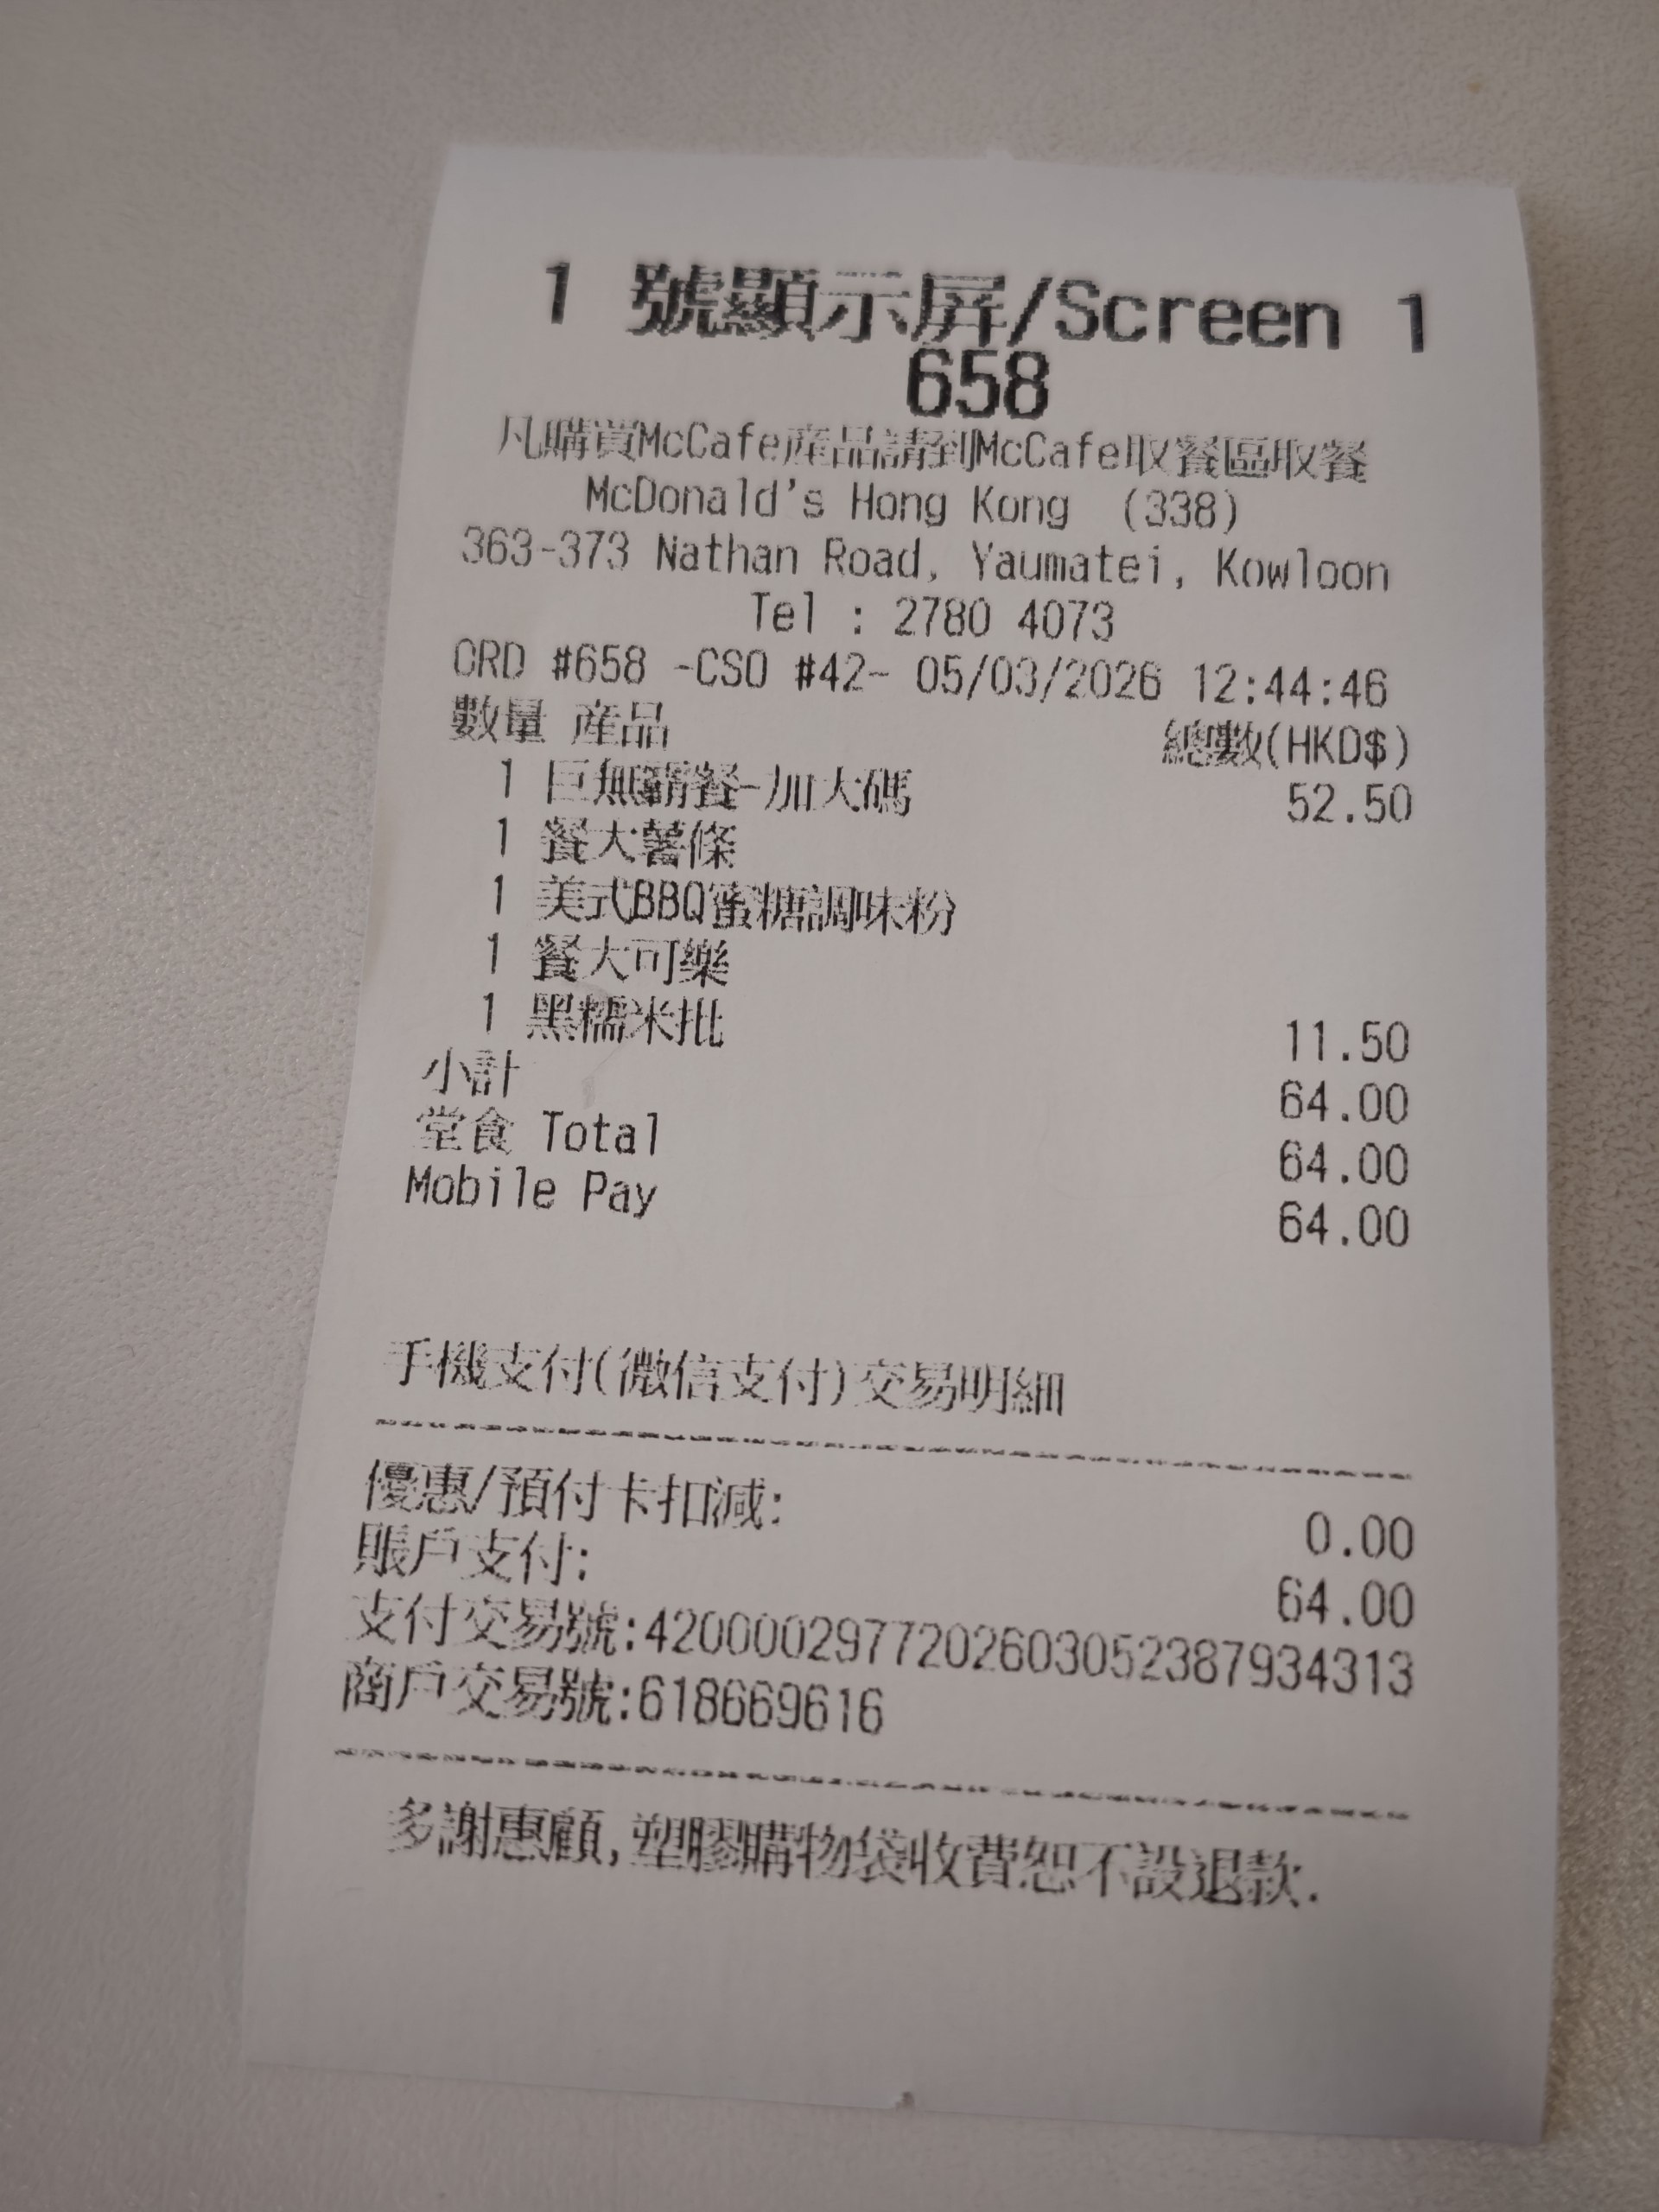 1 號顯示屏/Screen 1
658
凡購買McCafe產品請到McCafe取餐區取餐
McDonald's Hong Kong (338)
363-373 Nathan Road, Yaumatei, Kowloon
Tel : 2780 4073
ORD #658 -CSO #42- 05/03/2026 12:44:46
數量 產品 總數(HKD$)
1 巨無霸餐-加大碼 52.50
1 餐大薯條
1 美式BBQ蜜糖調味粉
1 餐大可樂
1 黑糯米批 11.50
小計 64.00
堂食 Total 64.00
Mobile Pay 64.00
手機支付(微信支付)交易明細
優惠/預付卡扣減: 0.00
賬戶支付: 64.00
支付交易號:4200002977202603052387934313
商戶交易號:618669616
多謝惠顧,塑膠購物袋收費恕不設退款.